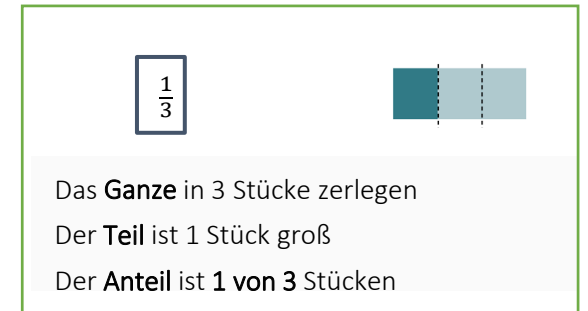 1/3
Das Ganze in 3 Stücke zerlegen
Der Teil ist 1 Stück groß
Der Anteil ist 1 von 3 Stücken